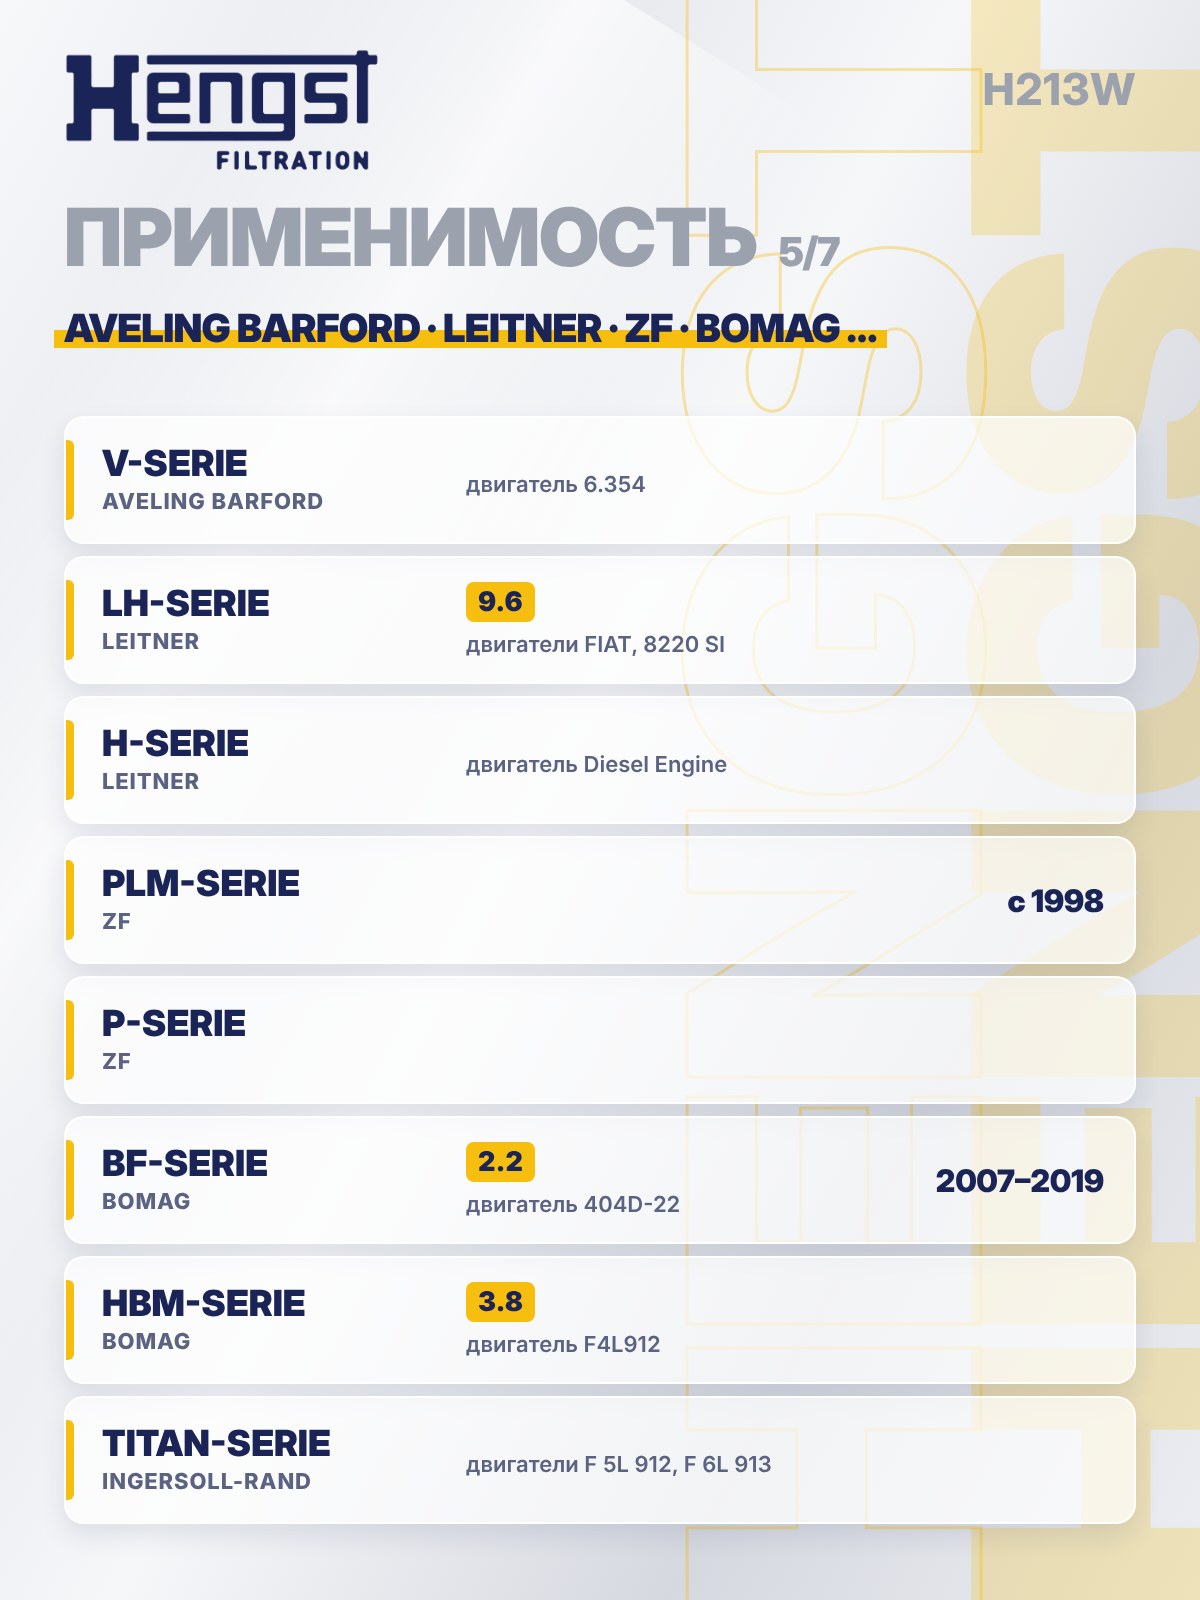 Hengst
FILTRATION
H213W
ПРИМЕНИМОСТЬ 5/7
AVELING BARFORD · LEITNER · ZF · BOMAG ...
V-SERIE
AVELING BARFORD
двигатель 6.354
LH-SERIE
LEITNER
9.6
двигатели FIAT, 8220 SI
H-SERIE
LEITNER
двигатель Diesel Engine
PLM-SERIE
ZF
с 1998
P-SERIE
ZF
BF-SERIE
BOMAG
2.2
двигатель 404D-22
2007–2019
HBM-SERIE
BOMAG
3.8
двигатель F4L912
TITAN-SERIE
INGERSOLL-RAND
двигатели F 5L 912, F 6L 913
HENGST
HENGST